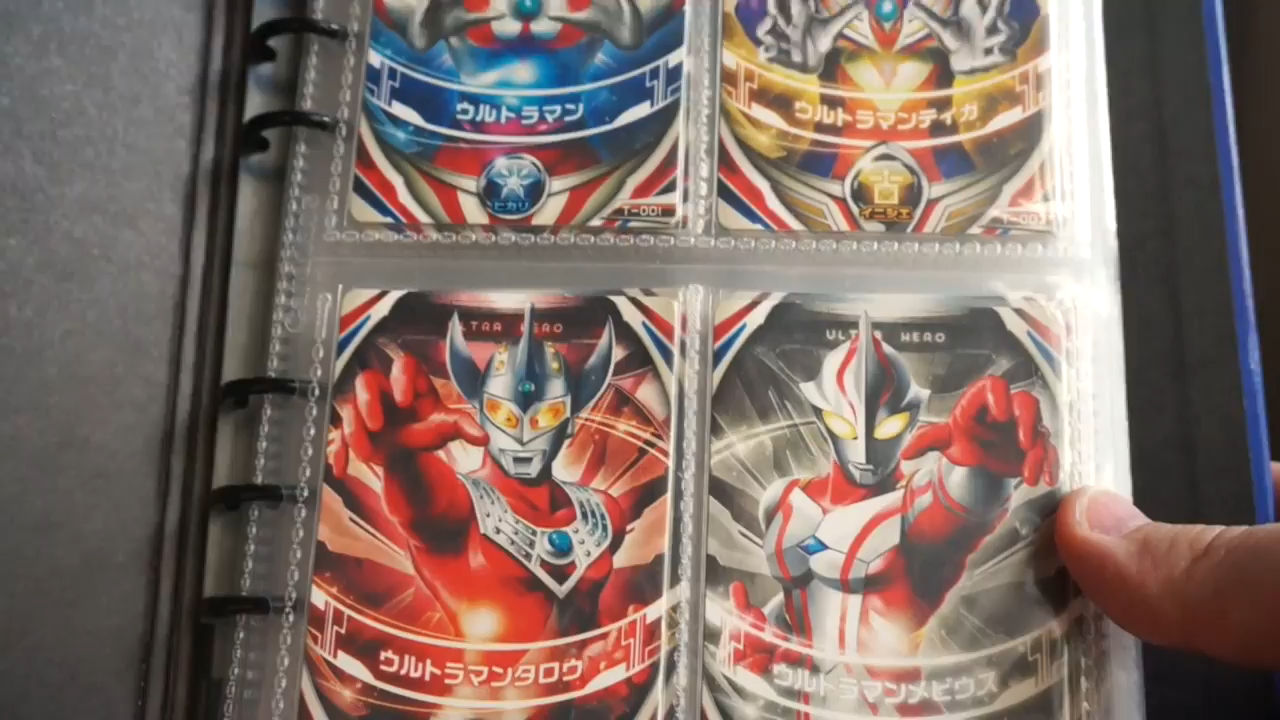 ウルトラマン
ヒカリ
T-001
ウルトラマンティガ
イニシエ
ULTRA HERO
ウルトラマンタロウ
ULTRA HERO
ウルトラマンメビウス